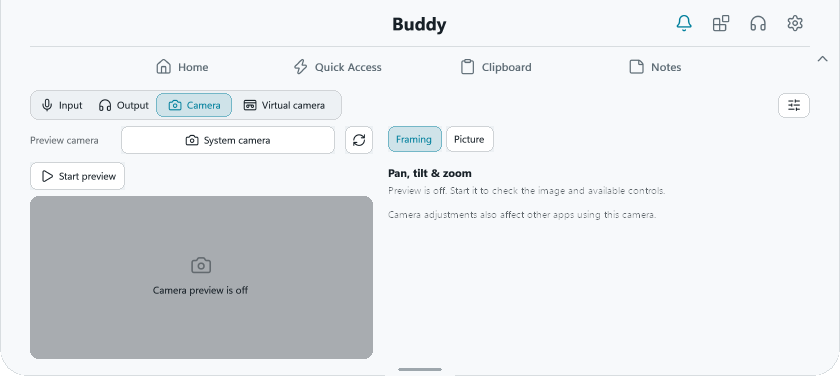 Buddy
Home
Quick Access
Clipboard
Notes
Input
Output
Camera
Virtual camera
Preview camera
System camera
Framing
Picture
Start preview
Pan, tilt & zoom
Preview is off. Start it to check the image and available controls.
Camera adjustments also affect other apps using this camera.
Camera preview is off